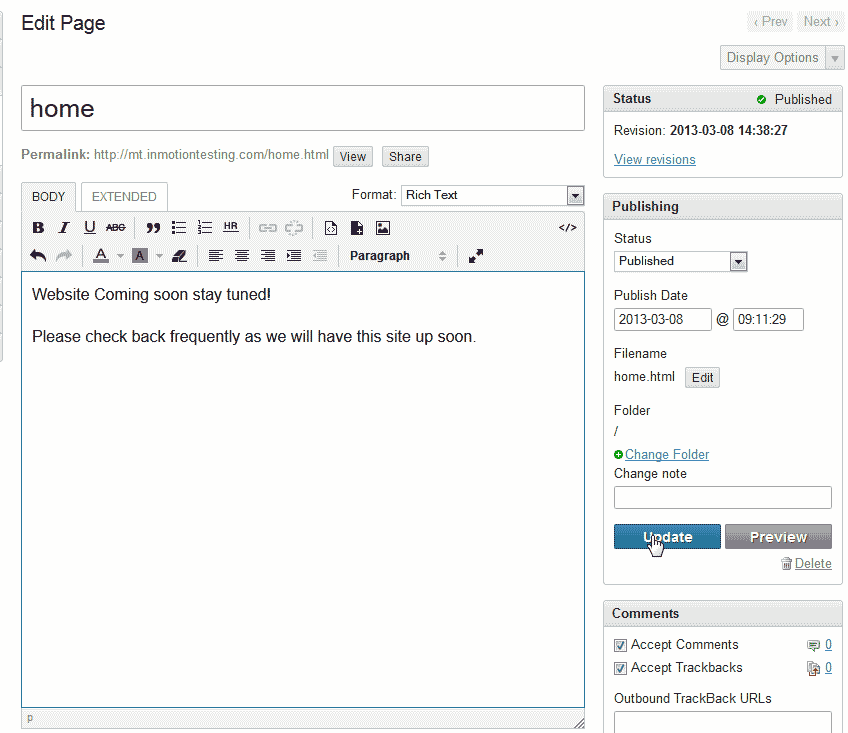 Edit Page
‹ Prev Next ›
Display Options
home
Permalink: http://mt.inmotiontesting.com/home.html View Share
BODY EXTENDED Format: Rich Text
B I U ABC HR </>
A A Paragraph
Website Coming soon stay tuned!
Please check back frequently as we will have this site up soon.
p
Status Published
Revision: 2013-03-08 14:38:27
View revisions
Publishing
Status
Published
Publish Date
2013-03-08 @ 09:11:29
Filename
home.html Edit
Folder
/
Change Folder
Change note
Update Preview
Delete
Comments
Accept Comments 0
Accept Trackbacks 0
Outbound TrackBack URLs